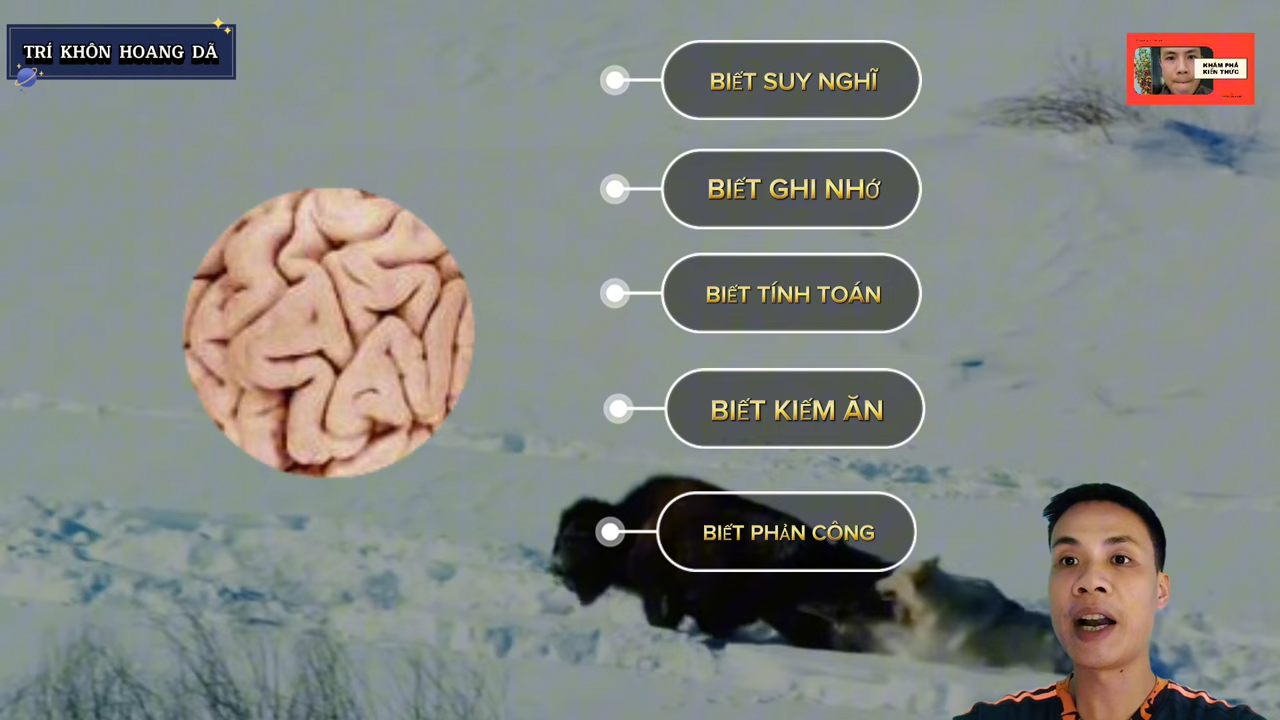 TRÍ KHÔN HOANG DÃ
BIẾT SUY NGHĨ
BIẾT GHI NHỚ
BIẾT TÍNH TOÁN
BIẾT KIẾM ĂN
BIẾT PHẢN CÔNG
KHÁM PHÁ
KIẾN THỨC